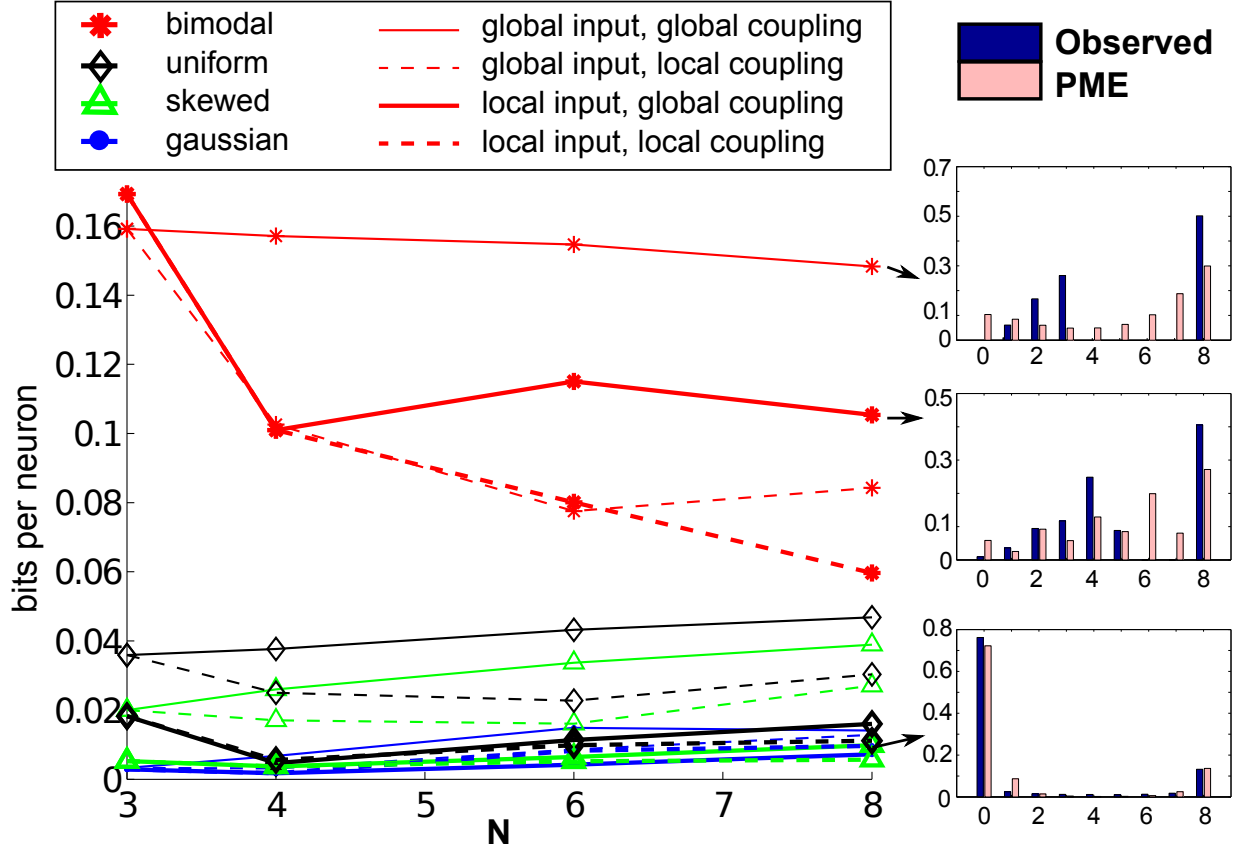 bimodal
uniform
skewed
gaussian
global input, global coupling
global input, local coupling
local input, global coupling
local input, local coupling
Observed
PME
bits per neuron
0.16
0.14
0.12
0.1
0.08
0.06
0.04
0.02
0
3 4 5 6 7 8
N
0.7
0.5
0.3
0.1
0
0 2 4 6 8
0.5
0.3
0.1
0
0 2 4 6 8
0.8
0.6
0.4
0.2
0
0 2 4 6 8